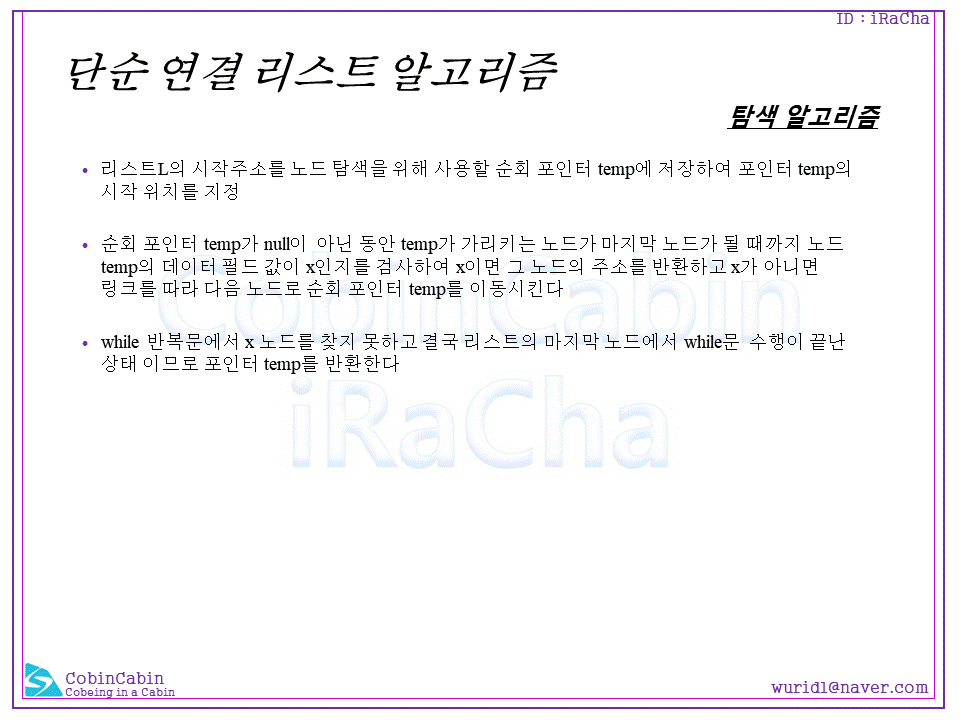 ID : iRaCha
단순 연결 리스트 알고리즘
탐색 알고리즘
• 리스트L의 시작주소를 노드 탐색을 위해 사용할 순회 포인터 temp에 저장하여 포인터 temp의
시작 위치를 지정
• 순회 포인터 temp가 null이 아닌 동안 temp가 가리키는 노드가 마지막 노드가 될 때까지 노드
temp의 데이터 필드 값이 x인지를 검사하여 x이면 그 노드의 주소를 반환하고 x가 아니면
링크를 따라 다음 노드로 순회 포인터 temp를 이동시킨다
• while 반복문에서 x 노드를 찾지 못하고 결국 리스트의 마지막 노드에서 while문 수행이 끝난
상태 이므로 포인터 temp를 반환한다
CobinCabin
iRaCha
CobinCabin
Cobeing in a Cabin
wurid1@naver.com